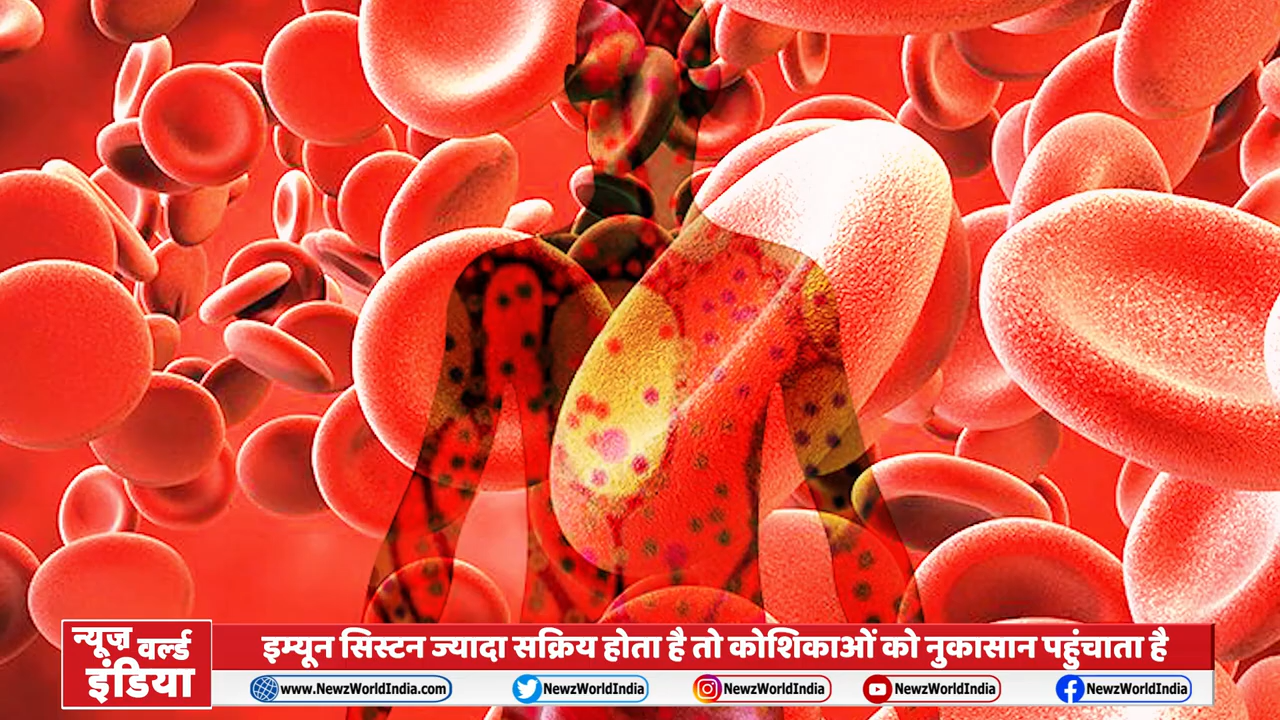 न्यूज़ वर्ल्ड
इंडिया
इम्यून सिस्टन ज्यादा सक्रिय होता है तो कोशिकाओं को नुकासान पहुंचाता है
www.NewzWorldIndia.com NewzWorldIndia NewzWorldIndia NewzWorldIndia NewzWorldIndia